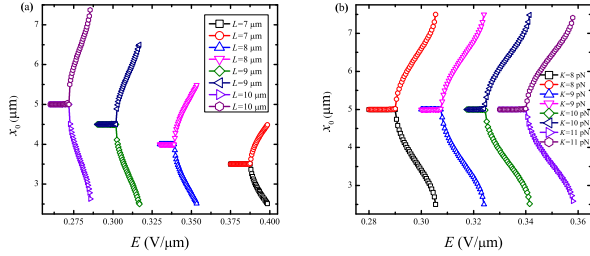 (a)
L=7 μm
L=7 μm
L=8 μm
L=8 μm
L=9 μm
L=9 μm
L=10 μm
L=10 μm
x₀ (μm)
7
6
5
4
3
0.275 0.300 0.325 0.350 0.375 0.400
E (V/μm)
(b)
K=8 pN
K=8 pN
K=9 pN
K=9 pN
K=10 pN
K=10 pN
K=11 pN
K=11 pN
x₀ (μm)
7
6
5
4
3
0.28 0.30 0.32 0.34 0.36
E (V/μm)